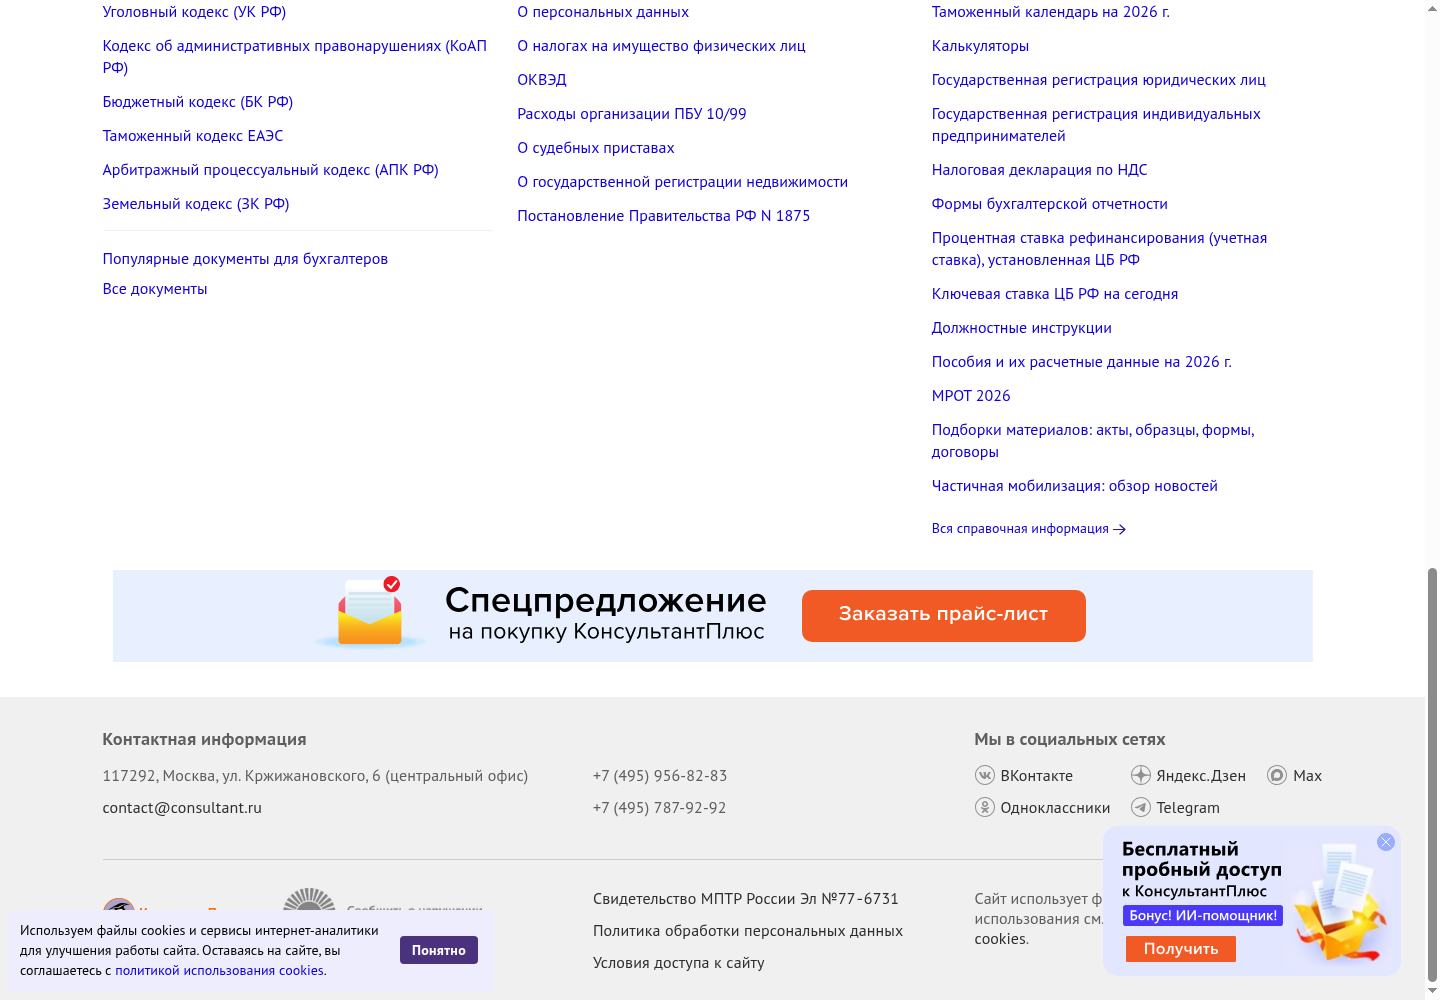 Уголовный кодекс (УК РФ)
Кодекс об административных правонарушениях (КоАП
РФ)
Бюджетный кодекс (БК РФ)
Таможенный кодекс ЕАЭС
Арбитражный процессуальный кодекс (АПК РФ)
Земельный кодекс (ЗК РФ)
Популярные документы для бухгалтеров
Все документы
О персональных данных
О налогах на имущество физических лиц
ОКВЭД
Расходы организации ПБУ 10/99
О судебных приставах
О государственной регистрации недвижимости
Постановление Правительства РФ N 1875
Таможенный календарь на 2026 г.
Калькуляторы
Государственная регистрация юридических лиц
Государственная регистрация индивидуальных
предпринимателей
Налоговая декларация по НДС
Формы бухгалтерской отчетности
Процентная ставка рефинансирования (учетная
ставка), установленная ЦБ РФ
Ключевая ставка ЦБ РФ на сегодня
Должностные инструкции
Пособия и их расчетные данные на 2026 г.
МРОТ 2026
Подборки материалов: акты, образцы, формы,
договоры
Частичная мобилизация: обзор новостей
Вся справочная информация
Спецпредложение
на покупку КонсультантПлюс
Заказать прайс-лист
Контактная информация
117292, Москва, ул. Кржижановского, 6 (центральный офис)
contact@consultant.ru
+7 (495) 956-82-83
+7 (495) 787-92-92
Мы в социальных сетях
ВКонтакте
Яндекс.Дзен
Max
Одноклассники
Telegram
Свидетельство МПТР России Эл №77-6731
Политика обработки персональных данных
Условия доступа к сайту
Сайт использует ф
использования см.
cookies.
Используем файлы cookies и сервисы интернет-аналитики
для улучшения работы сайта. Оставаясь на сайте, вы
соглашаетесь с политикой использования cookies.
Понятно
Бесплатный
пробный доступ
к КонсультантПлюс
Бонус! ИИ-помощник!
Получить